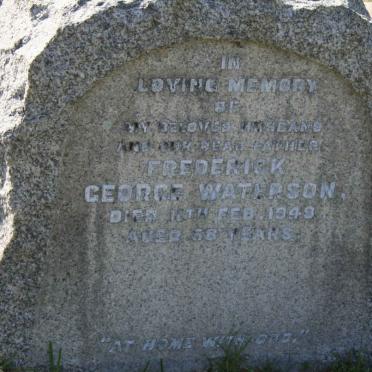 IN
LOVING MEMORY
OF
MY BELOVED HUSBAND
AND OUR DEAR FATHER
FREDERICK
GEORGE WATERSON,
DIED 11TH FEB. 1949
AGED 58 YEARS.
"AT HOME WITH GOD."